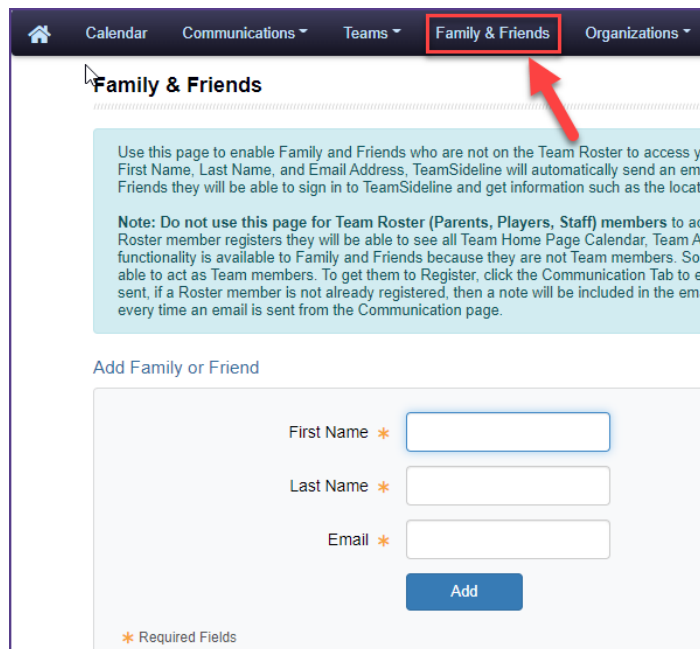 Calendar Communications Teams Family & Friends Organizations
Family & Friends
Use this page to enable Family and Friends who are not on the Team Roster to access
First Name, Last Name, and Email Address, TeamSideline will automatically send an
Friends they will be able to sign in to TeamSideline and get information such as the
Note: Do not use this page for Team Roster (Parents, Players, Staff) members to
Roster member registers they will be able to see all Team Home Page Calendar, Team
functionality is available to Family and Friends because they are not Team members. So
able to act as Team members. To get them to Register, click the Communication Tab to
sent, if a Roster member is not already registered, then a note will be included in the
every time an email is sent from the Communication page.
Add Family or Friend
First Name *
Last Name *
Email *
Add
* Required Fields